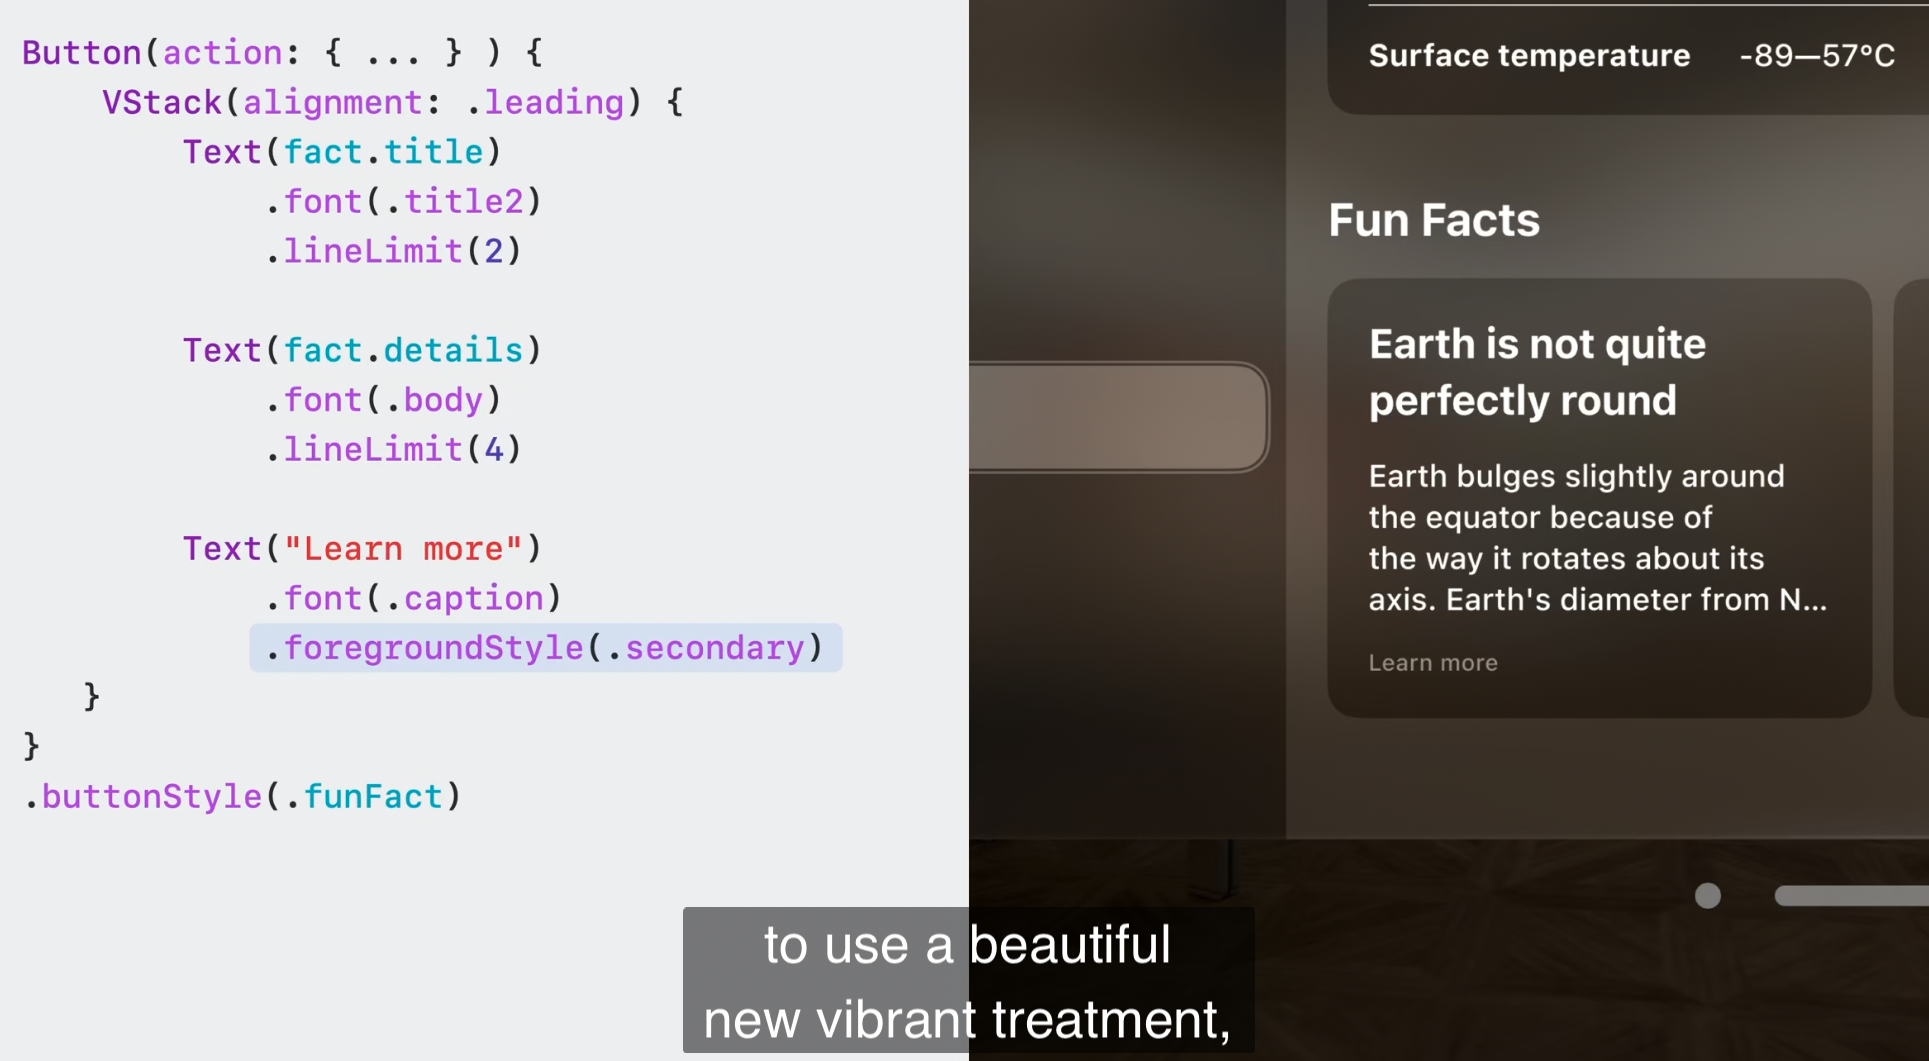 Button(action: { ... } ) {
VStack(alignment: .leading) {
Text(fact.title)
.font(.title2)
.lineLimit(2)
Text(fact.details)
.font(.body)
.lineLimit(4)
Text("Learn more")
.font(.caption)
.foregroundStyle(.secondary)
}
}
.buttonStyle(.funFact)
Surface temperature -89—57°C
Fun Facts
Earth is not quite
perfectly round
Earth bulges slightly around
the equator because of
the way it rotates about its
axis. Earth's diameter from N...
Learn more
to use a beautiful
new vibrant treatment,